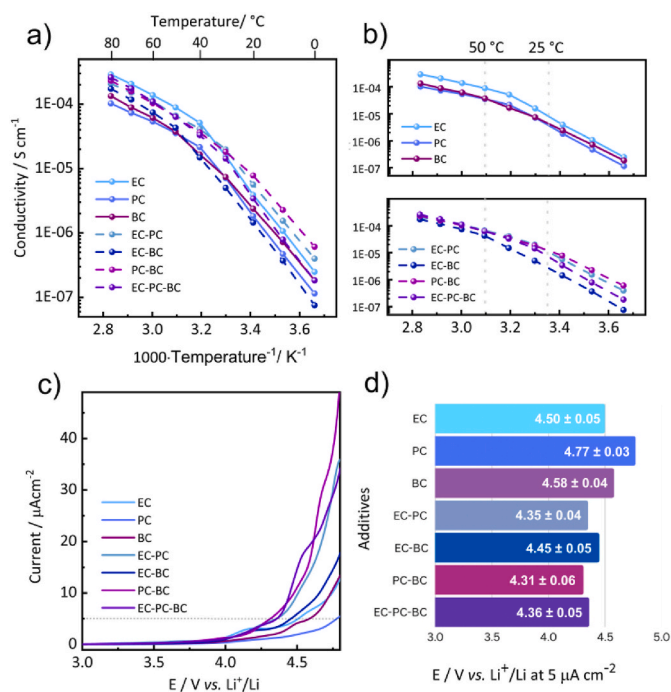 a)
Temperature/ °C
80 60 40 20 0
Conductivity / S cm⁻¹
1E-04
1E-05
1E-06
1E-07
EC
PC
BC
EC-PC
EC-BC
PC-BC
EC-PC-BC
2.8 3.0 3.2 3.4 3.6
1000·Temperature⁻¹/ K⁻¹
b)
50 °C 25 °C
1E-04
1E-05
1E-06
1E-07
EC
PC
BC
1E-04
1E-05
1E-06
1E-07
EC-PC
EC-BC
PC-BC
EC-PC-BC
2.8 3.0 3.2 3.4 3.6
c)
Current / µAcm⁻²
40
30
20
10
0
EC
PC
BC
EC-PC
EC-BC
PC-BC
EC-PC-BC
3.0 3.5 4.0 4.5
E / V vs. Li⁺/Li
d)
Additives
EC 4.50 ± 0.05
PC 4.77 ± 0.03
BC 4.58 ± 0.04
EC-PC 4.35 ± 0.04
EC-BC 4.45 ± 0.05
PC-BC 4.31 ± 0.06
EC-PC-BC 4.36 ± 0.05
3.0 3.5 4.0 4.5 5.0
E / V vs. Li⁺/Li at 5 µA cm⁻²